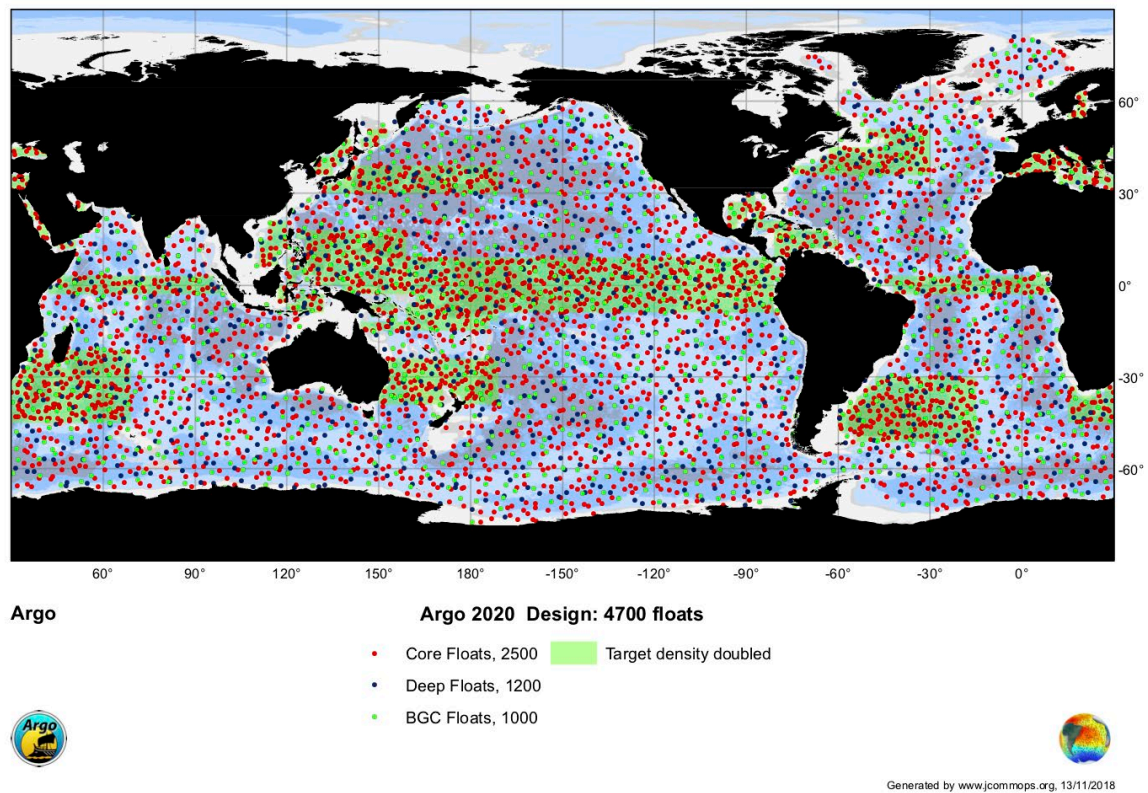 60°
30°
0°
-30°
-60°
60°
90°
120°
150°
180°
-150°
-120°
-90°
-60°
-30°
0°
Argo
Argo 2020 Design: 4700 floats
Core Floats, 2500
Target density doubled
Deep Floats, 1200
BGC Floats, 1000
Argo
Generated by www.jcommops.org, 13/11/2018